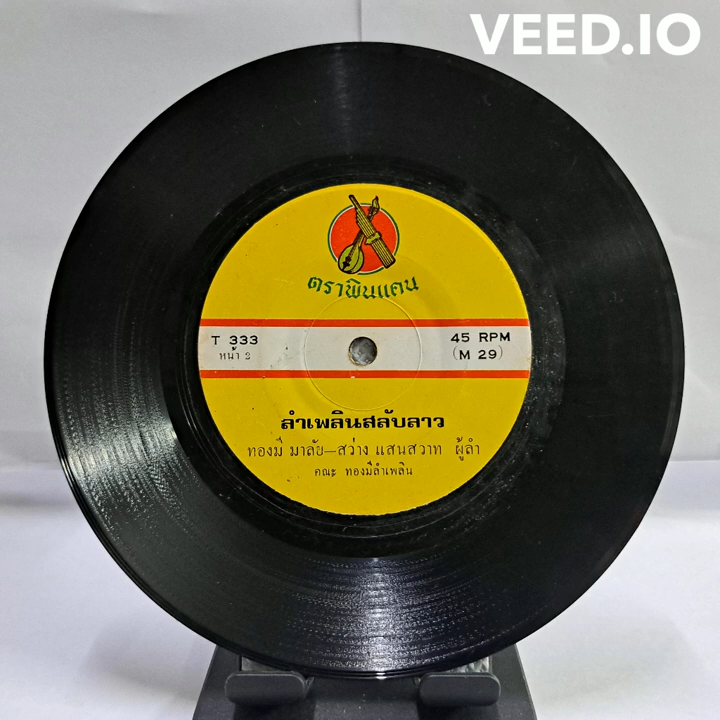 VEED.IO
ตราพิณแคน
T 333
หน้า ๒
45 RPM
(M 29)
ลำเพลินสลับลาว
ทองมี มาลัย–สว่าง แสนสวาท ผู้ลำ
คณะ ทองมีลำเพลิน